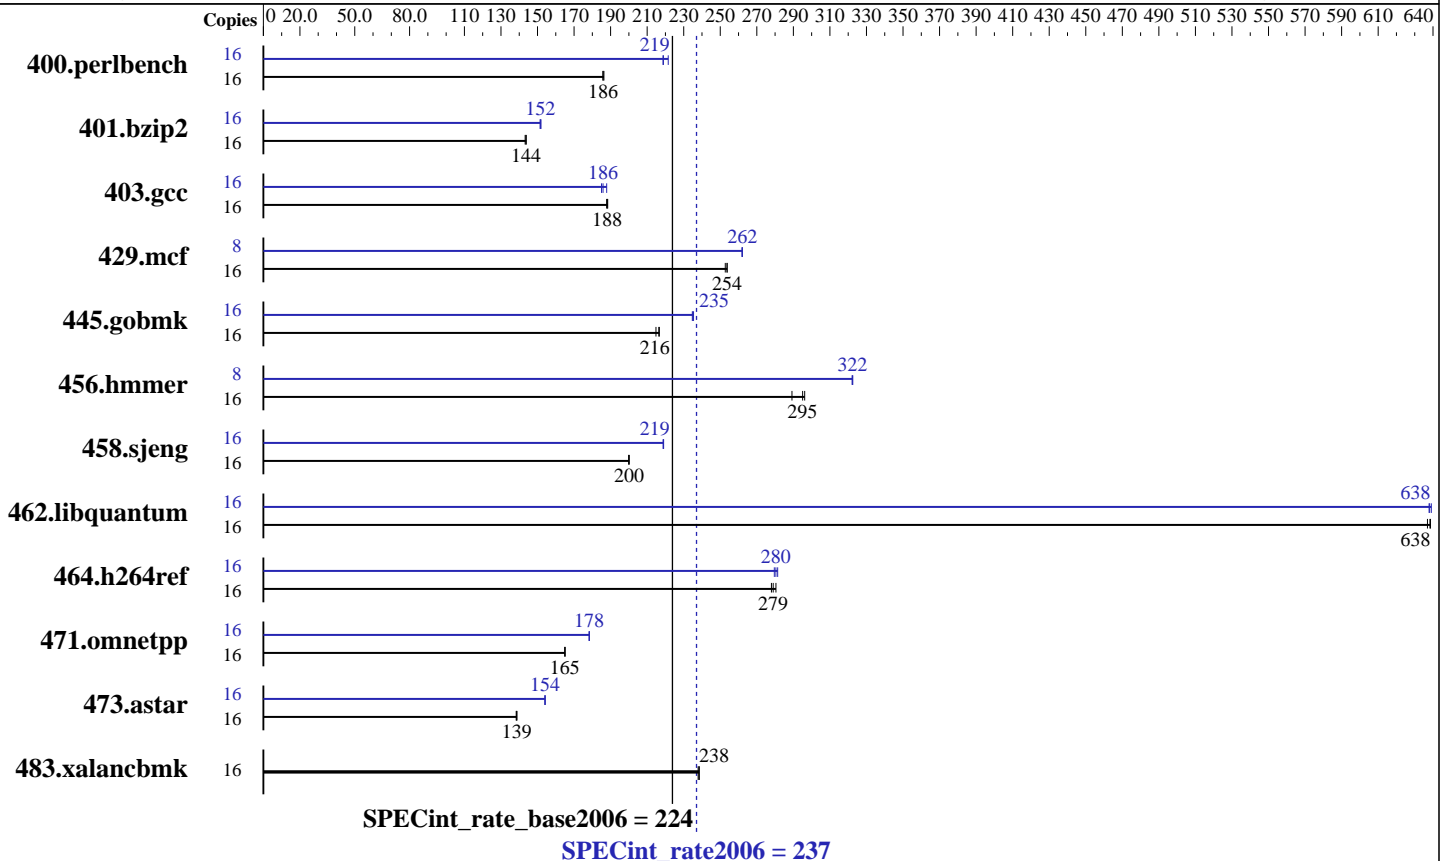 Copies 0 20.0 50.0 80.0 110 130 150 170 190 210 230 250 270 290 310 330 350 370 390 410 430 450 470 490 510 530 550 570 590 610 640
400.perlbench 16 219
16 186
401.bzip2 16 152
16 144
403.gcc 16 186
16 188
429.mcf 8 262
16 254
445.gobmk 16 235
16 216
456.hmmer 8 322
16 295
458.sjeng 16 219
16 200
462.libquantum 16 638
16 638
464.h264ref 16 280
16 279
471.omnetpp 16 178
16 165
473.astar 16 154
16 139
483.xalancbmk 16 238
SPECint_rate_base2006 = 224
SPECint_rate2006 = 237